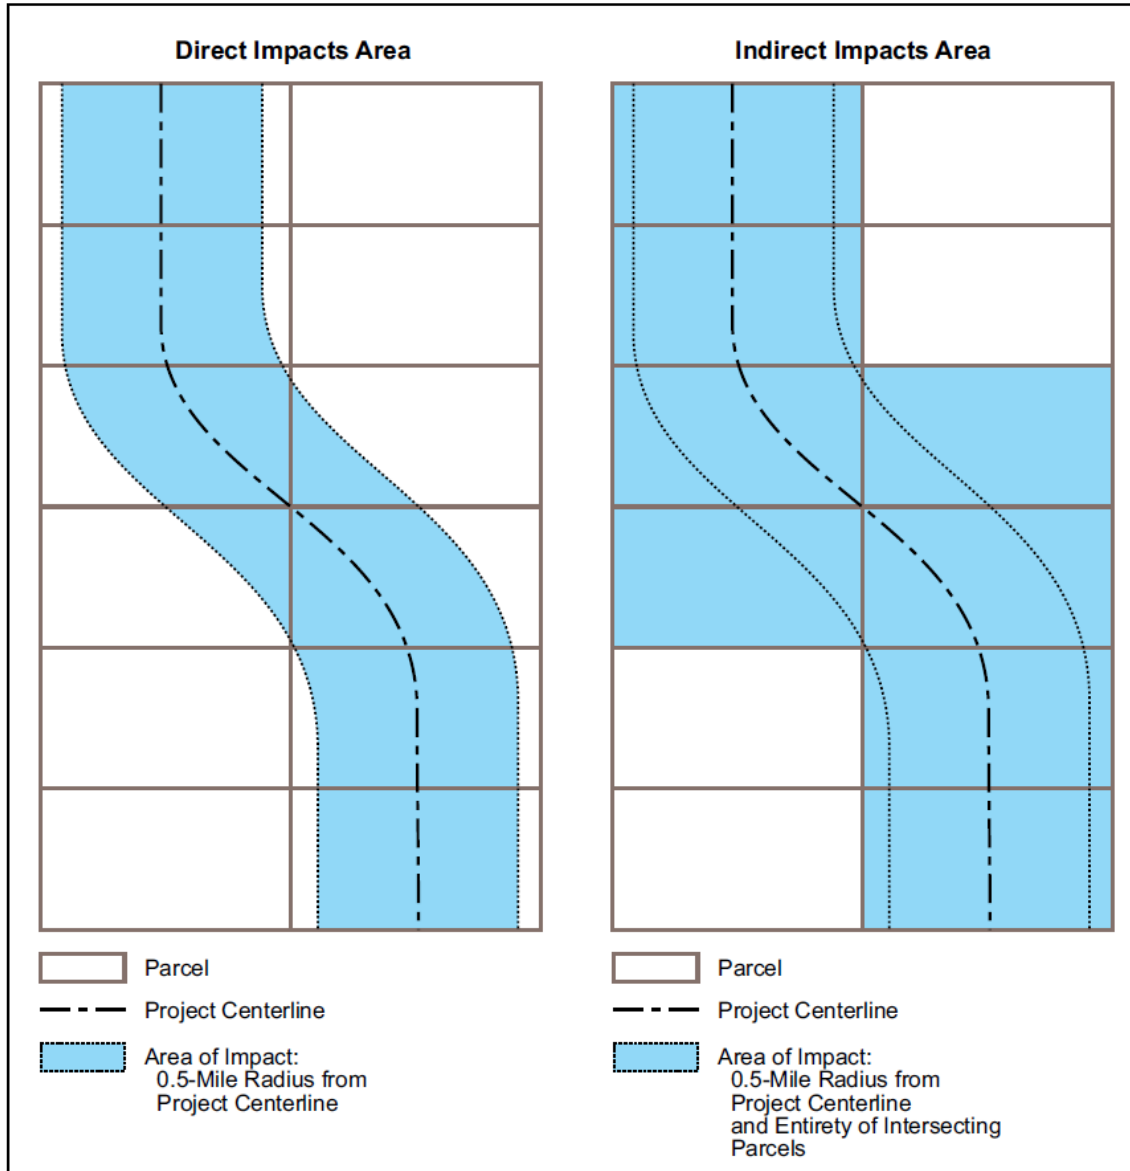 Direct Impacts Area
Indirect Impacts Area
Parcel
Project Centerline
Area of Impact:
0.5-Mile Radius from
Project Centerline
Parcel
Project Centerline
Area of Impact:
0.5-Mile Radius from
Project Centerline
and Entirety of Intersecting
Parcels